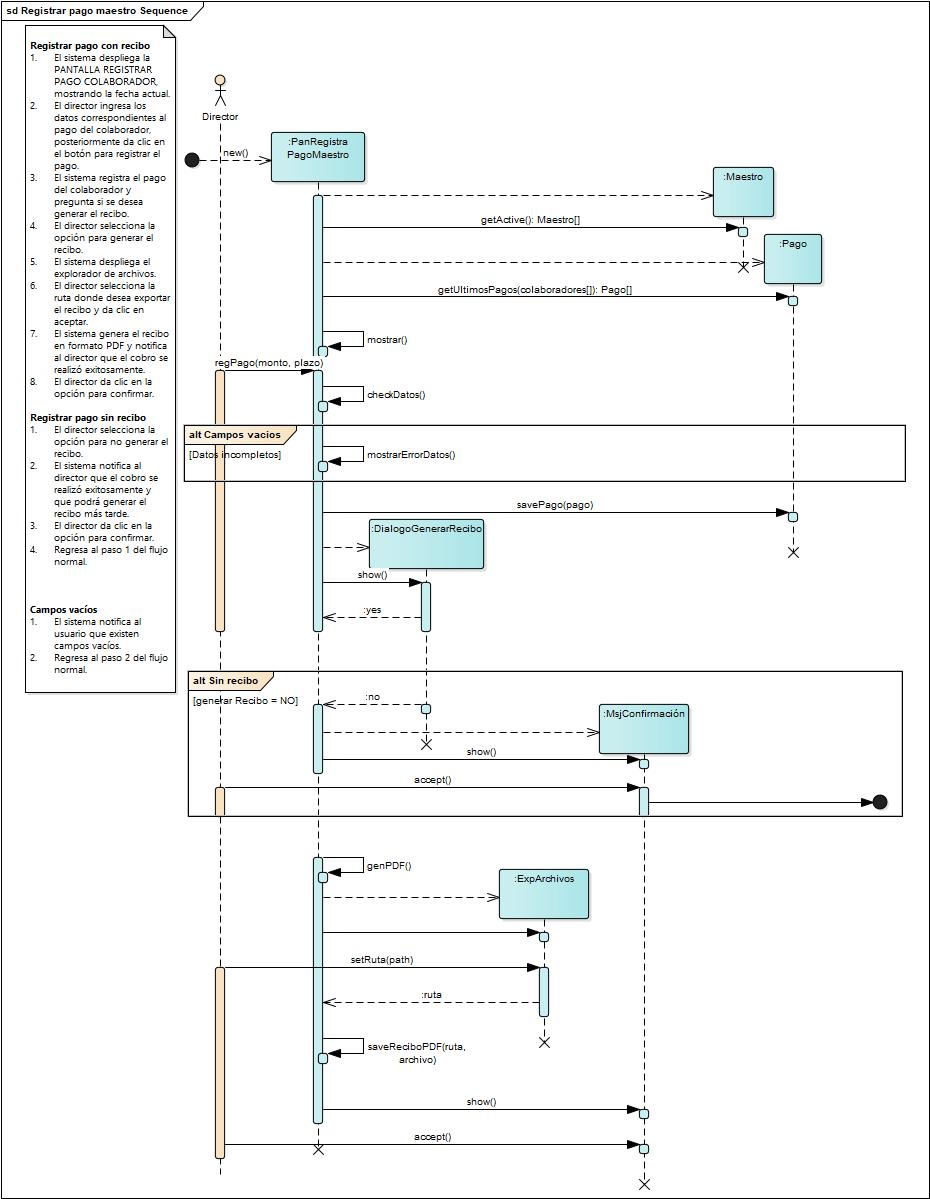 sd Registrar pago maestro Sequence
Registrar pago con recibo
1. El sistema despliega la
PANTALLA REGISTRAR
PAGO COLABORADOR,
mostrando la fecha actual.
2. El director ingresa los
datos correspondientes al
pago del colaborador,
posteriormente da clic en
el botón para registrar el
pago.
3. El sistema registra el pago
del colaborador y
pregunta si se desea
generar el recibo.
4. El director selecciona la
opción para generar el
recibo.
5. El sistema despliega el
explorador de archivos.
6. El director selecciona la
ruta donde desea exportar
el recibo y da clic en
aceptar.
7. El sistema genera el recibo
en formato PDF y notifica
al director que el cobro se
realizó exitosamente.
8. El director da clic en la
opción para confirmar.
Registrar pago sin recibo
1. El director selecciona la
opción para no generar el
recibo.
2. El sistema notifica al
director que el cobro se
realizó exitosamente y
que podrá generar el
recibo más tarde.
3. El director da clic en la
opción para confirmar.
4. Regresa al paso 1 del flujo
normal.
Campos vacíos
1. El sistema notifica al
usuario que existen
campos vacíos.
2. Regresa al paso 2 del flujo
normal.
Director
new()
:PanRegistra
PagoMaestro
:Maestro
getActive(): Maestro[]
:Pago
getUltimosPagos(colaboradores[]): Pago[]
mostrar()
regPago(monto, plazo)
checkDatos()
alt Campos vacios
[Datos incompletos]
mostrarErrorDatos()
savePago(pago)
:DialogoGenerarRecibo
show()
:yes
alt Sin recibo
[generar Recibo = NO]
:no
:MsjConfirmación
show()
accept()
genPDF()
:ExpArchivos
setRuta(path)
:ruta
saveReciboPDF(ruta,
archivo)
show()
accept()